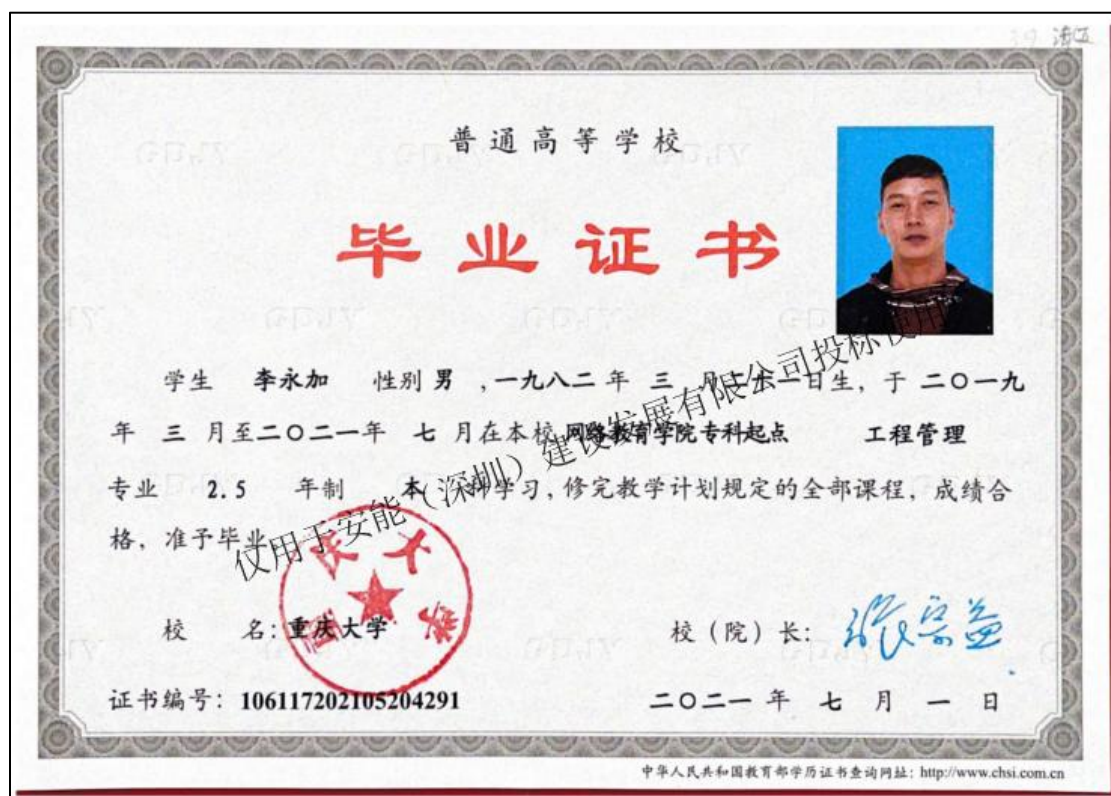 普通高等学校
毕业证书
学生 李永加 性别 男 ,一九八二 年 三 月二十一日生, 于 二〇一九
年 三 月至二〇二一年 七 月在本校 网络教育学院专科起点 工程管理
专业 2.5 年制 本 科学习, 修完教学计划规定的全部课程, 成绩合
格, 准予毕业
仅用于安能(深圳)建设发展有限公司投标使用
校 名: 重庆大学
校(院)长: 张宗益
证书编号: 106117202105204291
二〇二一 年 七 月 一 日
中华人民共和国教育部学历证书查询网址: http://www.chsi.com.cn